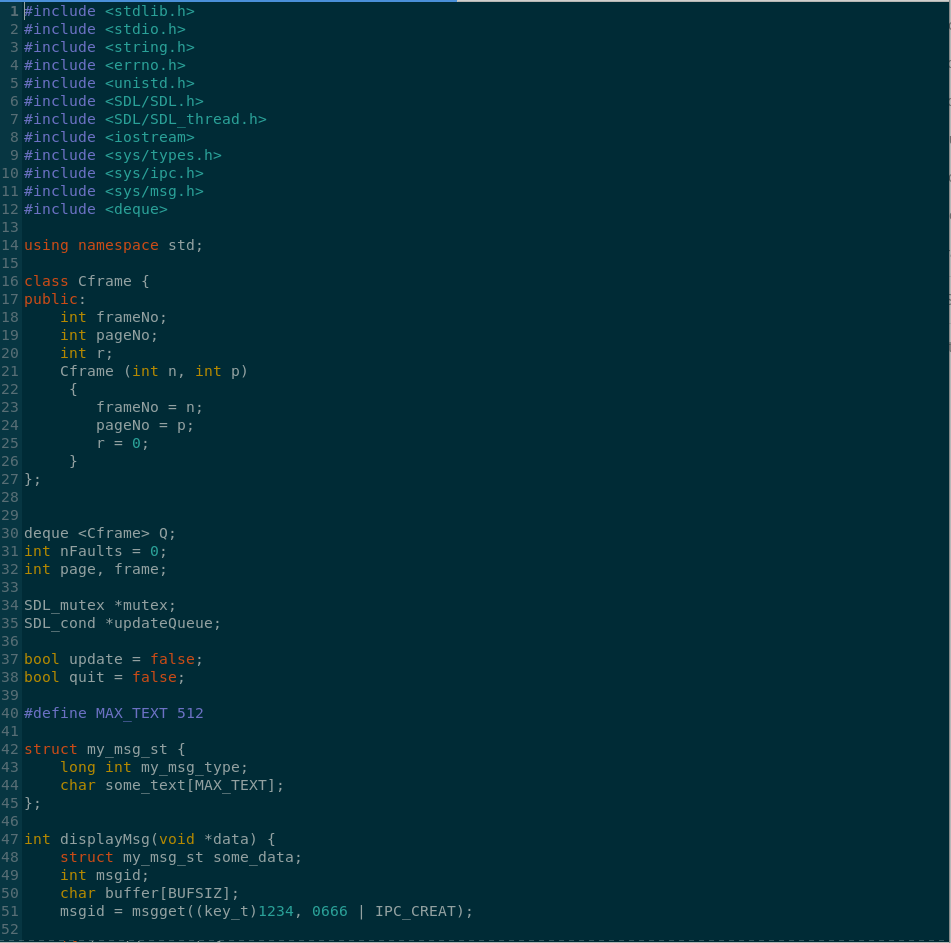 1 #include <stdlib.h>
2 #include <stdio.h>
3 #include <string.h>
4 #include <errno.h>
5 #include <unistd.h>
6 #include <SDL/SDL.h>
7 #include <SDL/SDL_thread.h>
8 #include <iostream>
9 #include <sys/types.h>
10 #include <sys/ipc.h>
11 #include <sys/msg.h>
12 #include <deque>
13
14 using namespace std;
15
16 class Cframe {
17 public:
18     int frameNo;
19     int pageNo;
20     int r;
21     Cframe (int n, int p)
22      {
23         frameNo = n;
24         pageNo = p;
25         r = 0;
26      }
27 };
28
29
30 deque <Cframe> Q;
31 int nFaults = 0;
32 int page, frame;
33
34 SDL_mutex *mutex;
35 SDL_cond *updateQueue;
36
37 bool update = false;
38 bool quit = false;
39
40 #define MAX_TEXT 512
41
42 struct my_msg_st {
43     long int my_msg_type;
44     char some_text[MAX_TEXT];
45 };
46
47 int displayMsg(void *data) {
48     struct my_msg_st some_data;
49     int msgid;
50     char buffer[BUFSIZ];
51     msgid = msgget((key_t)1234, 0666 | IPC_CREAT);
52